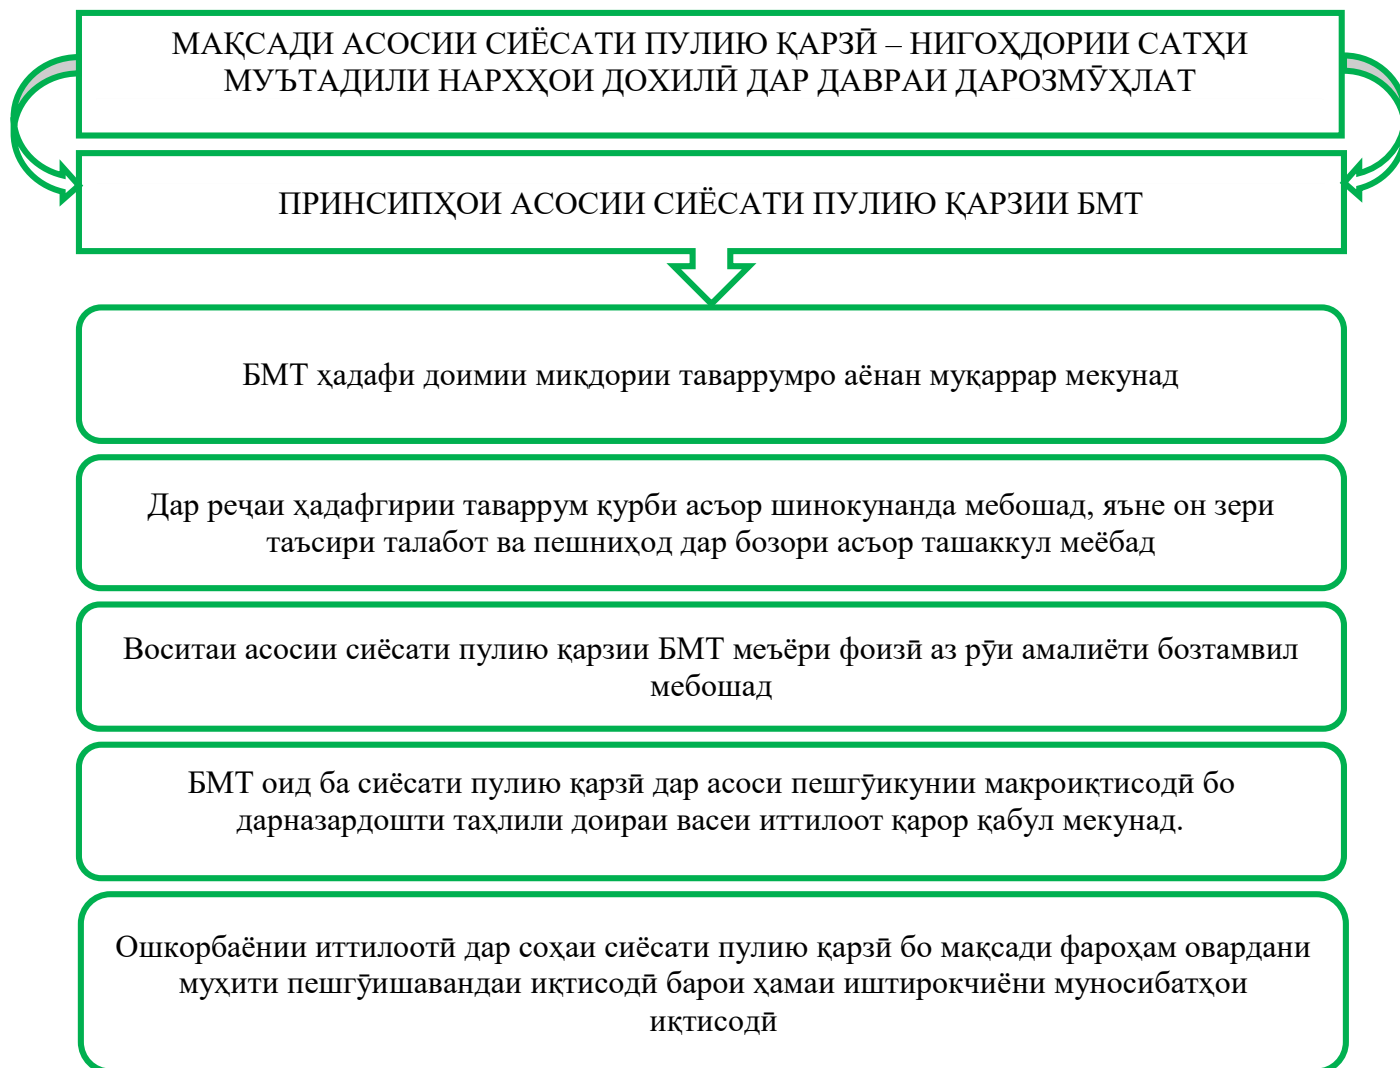 МАҚСАДИ АСОСИИ СИЁСАТИ ПУЛИЮ ҚАРЗӢ – НИГОҲДОРИИ САТҲИ
МУЪТАДИЛИ НАРХҲОИ ДОХИЛӢ ДАР ДАВРАИ ДАРОЗМӮҲЛАТ
ПРИНСИПҲОИ АСОСИИ СИЁСАТИ ПУЛИЮ ҚАРЗИИ БМТ
БМТ ҳадафи доимии миқдории таваррумро аёнан муқаррар мекунад
Дар реҷаи ҳадафгирии таваррум қурби асъор шинокунанда мебошад, яъне он зери
таъсири талабот ва пешниҳод дар бозори асъор ташаккул меёбад
Воситаи асосии сиёсати пулию қарзии БМТ меъёри фоизӣ аз рӯи амалиёти бозтамвил
мебошад
БМТ оид ба сиёсати пулию қарзӣ дар асоси пешгӯикунии макроиқтисодӣ бо
дарназардошти таҳлили доираи васеи иттилоот қарор қабул мекунад.
Ошкорбаёнии иттилоотӣ дар соҳаи сиёсати пулию қарзӣ бо мақсади фароҳам овардани
муҳити пешгӯишавандаи иқтисодӣ барои ҳамаи иштирокчиёни муносибатҳои
иқтисодӣ